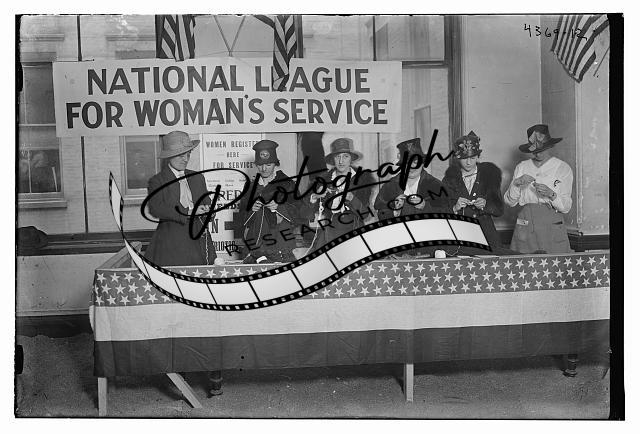 4369-12
NATIONAL LEAGUE
FOR WOMAN'S SERVICE
WOMEN REGISTER
HERE
FOR SERVICE
Photograph
RESEARCH.COM